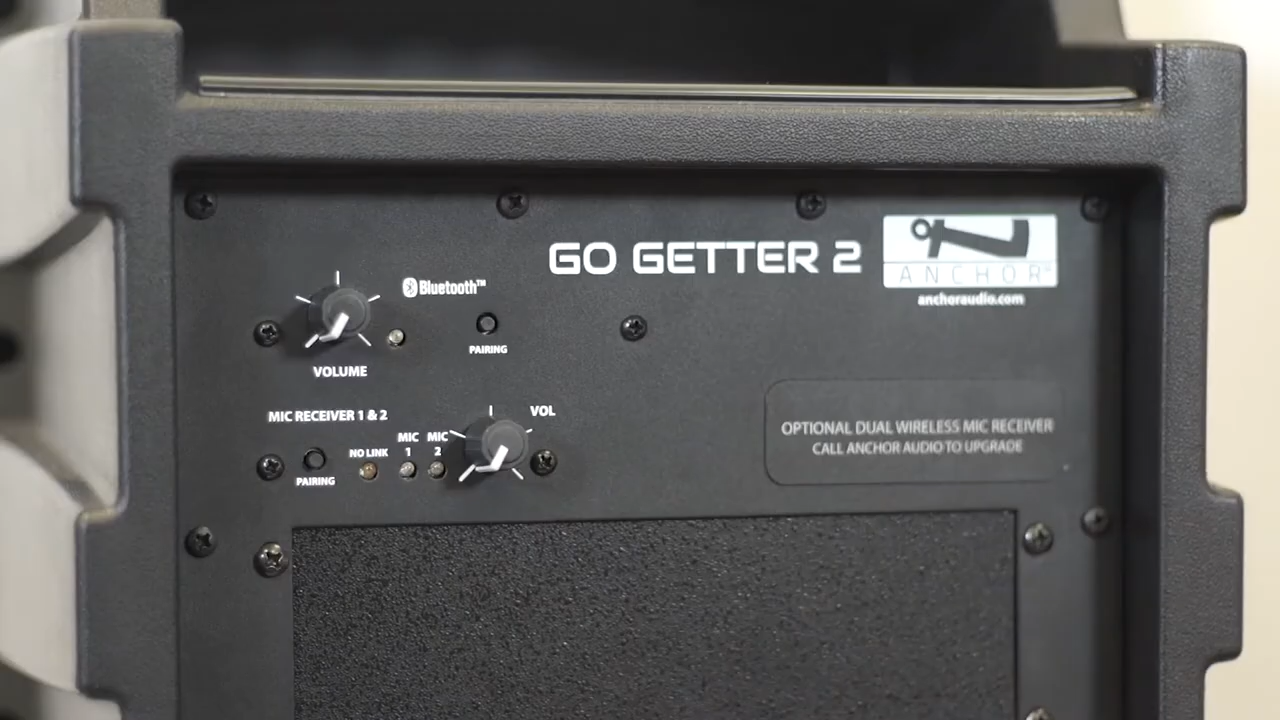 GO GETTER 2
ANCHOR
anchoraudio.com
Bluetooth™
PAIRING
VOLUME
MIC RECEIVER 1 & 2
VOL
NO LINK
MIC 1
MIC 2
PAIRING
OPTIONAL DUAL WIRELESS MIC RECEIVER
CALL ANCHOR AUDIO TO UPGRADE